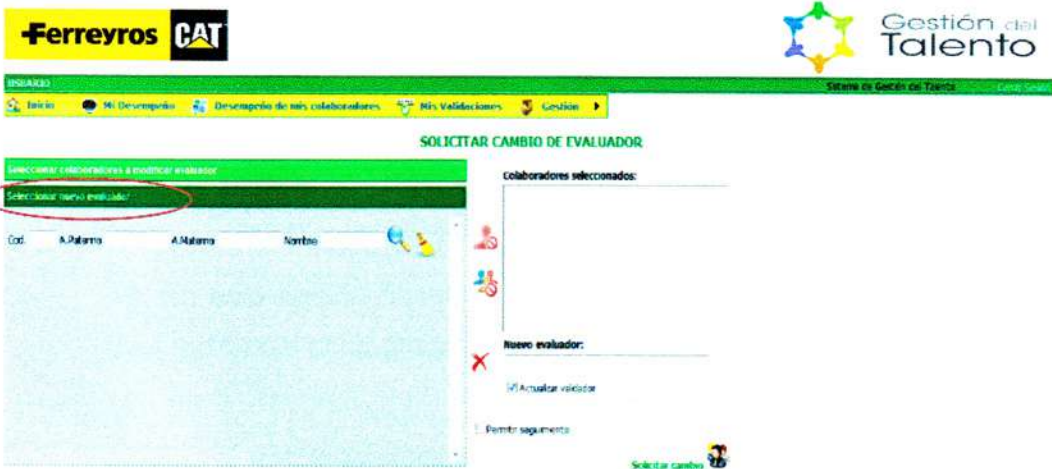 Ferreyros CAT
Gestión del
Talento
USUARIO
Sistema de Gestión del Talento
Inicio Mi Desempeño Desempeño de mis colaboradores Mis Validaciones Gestión
SOLICITAR CAMBIO DE EVALUADOR
Seleccionar colaboradores a modificar evaluador
Colaboradores seleccionados:
Seleccionar nuevo evaluador
Cod. A.Paterno A.Materno Nombre
Nuevo evaluador:
Actualizar validador
Permitir seguimiento
Solicitar cambio